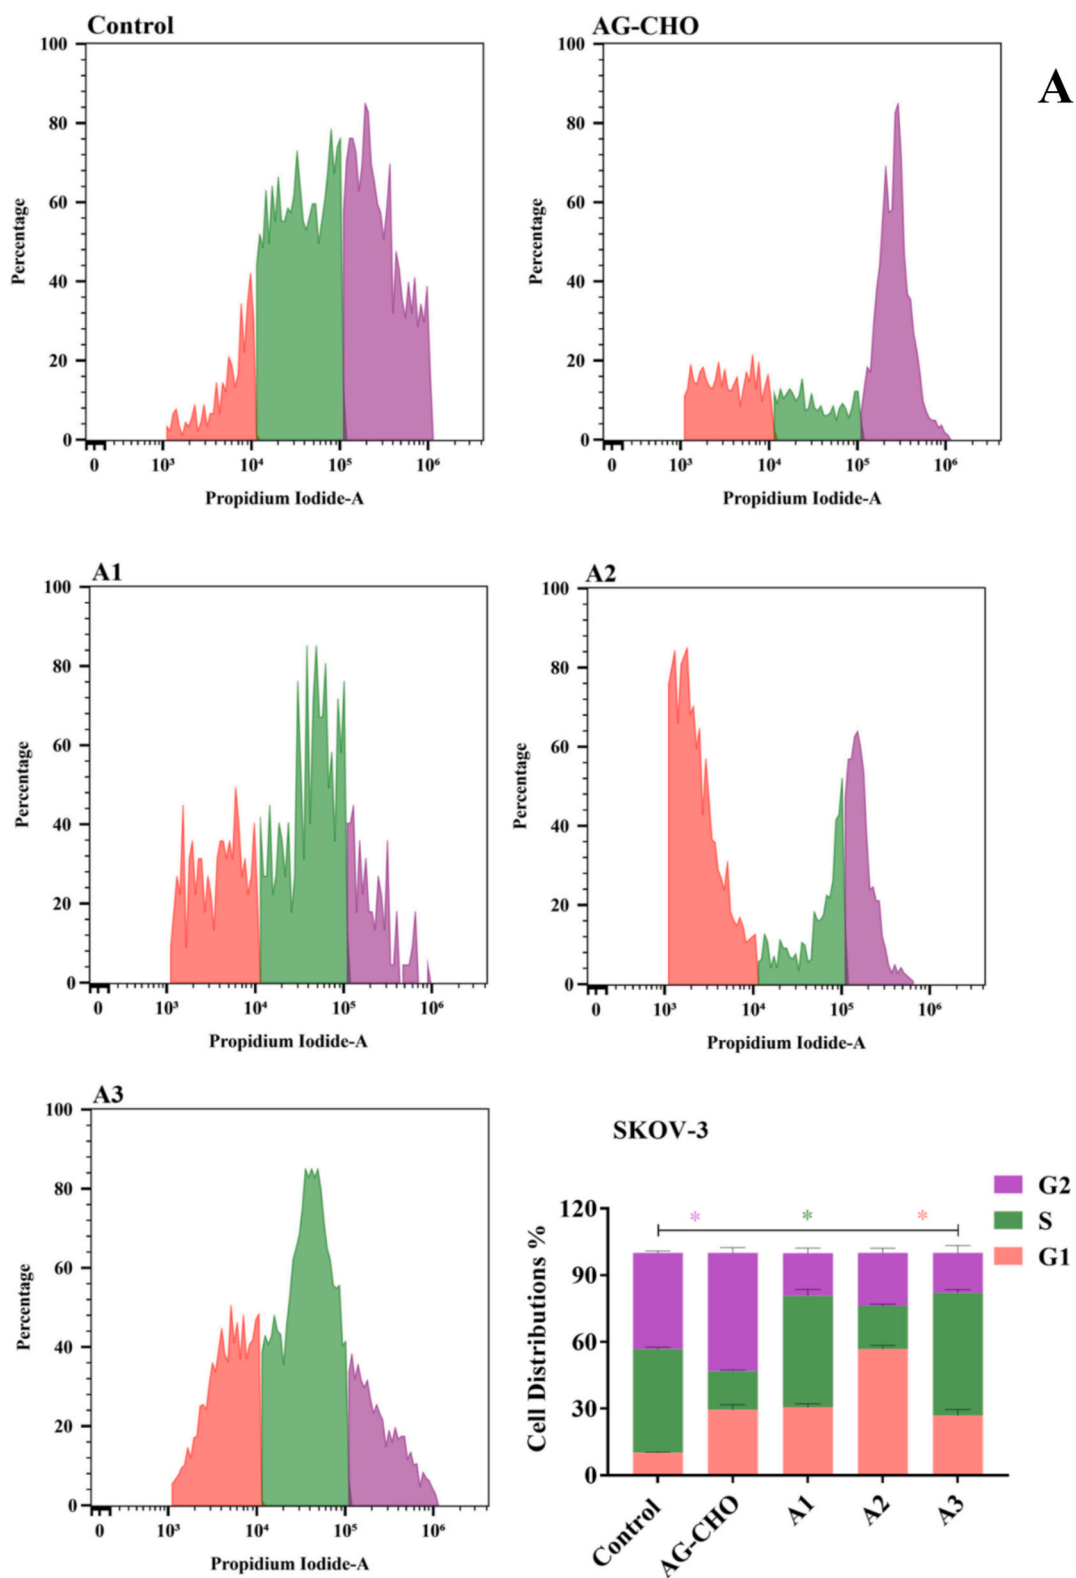 Control
100
80
60
40
20
0
Percentage
0 10³ 10⁴ 10⁵ 10⁶
Propidium Iodide-A
AG-CHO
100
80
60
40
20
0
Percentage
0 10³ 10⁴ 10⁵ 10⁶
Propidium Iodide-A
A
A1
100
80
60
40
20
0
Percentage
0 10³ 10⁴ 10⁵ 10⁶
Propidium Iodide-A
A2
100
80
60
40
20
0
Percentage
0 10³ 10⁴ 10⁵ 10⁶
Propidium Iodide-A
A3
100
80
60
40
20
0
Percentage
0 10³ 10⁴ 10⁵ 10⁶
Propidium Iodide-A
SKOV-3
G2
S
G1
120
90
60
30
0
Cell Distributions %
* * *
Control
AG-CHO
A1
A2
A3